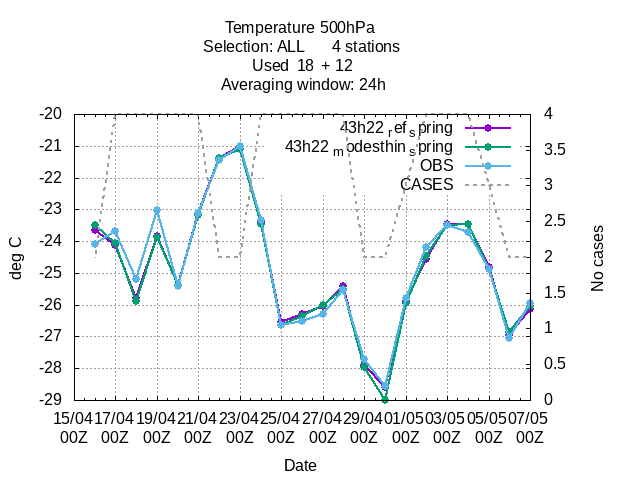 Temperature 500hPa
Selection: ALL 4 stations
Used 18 + 12
Averaging window: 24h
43h22 ref spring
43h22 modesthin spring
OBS
CASES
-20
-21
-22
-23
-24
-25
-26
-27
-28
-29
deg C
4
3.5
3
2.5
2
1.5
1
0.5
0
No cases
15/04 17/04 19/04 21/04 23/04 25/04 27/04 29/04 01/05 03/05 05/05 07/05
00Z 00Z 00Z 00Z 00Z 00Z 00Z 00Z 00Z 00Z 00Z 00Z
Date